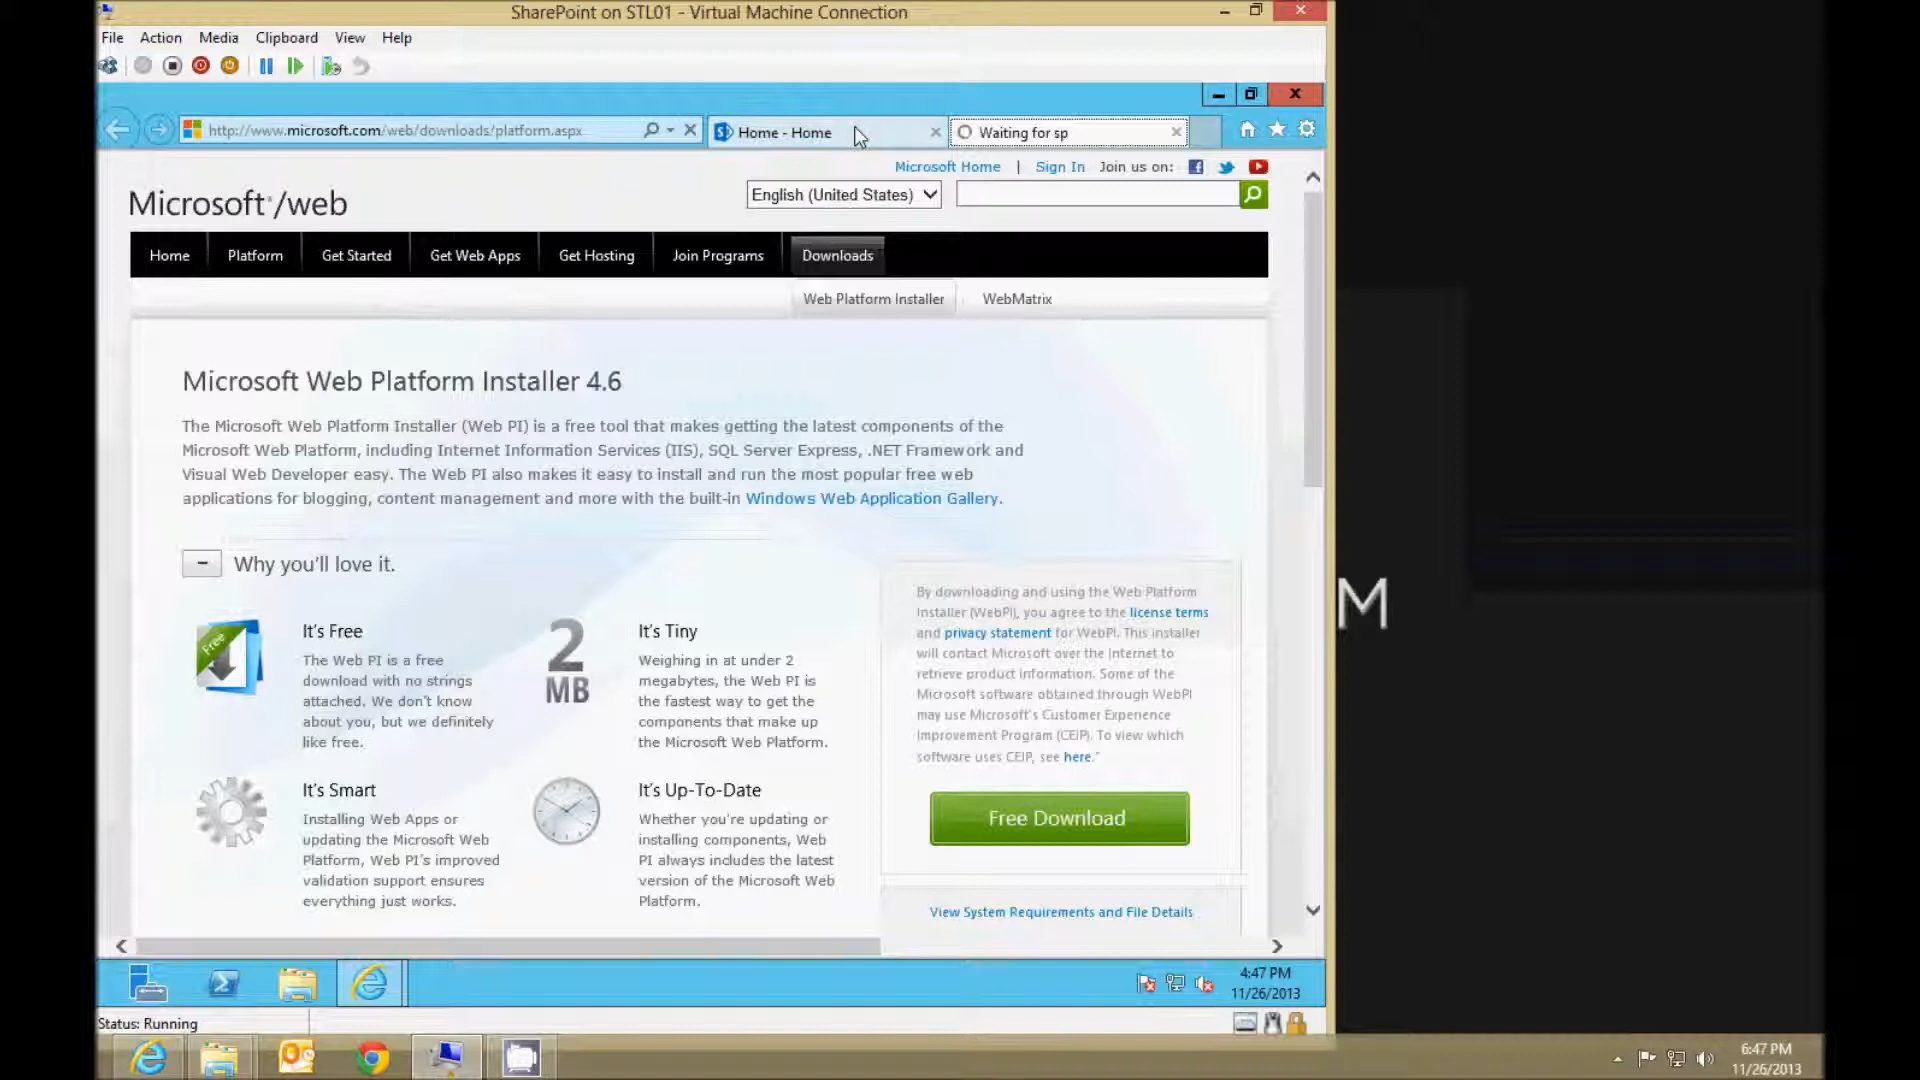 SharePoint on STL01 - Virtual Machine Connection
File Action Media Clipboard View Help
http://www.microsoft.com/web/downloads/platform.aspx
Home - Home
Waiting for sp
Microsoft Home | Sign In Join us on:
Microsoft /web
English (United States)
Home Platform Get Started Get Web Apps Get Hosting Join Programs Downloads
Web Platform Installer WebMatrix
Microsoft Web Platform Installer 4.6
The Microsoft Web Platform Installer (Web PI) is a free tool that makes getting the latest components of the
Microsoft Web Platform, including Internet Information Services (IIS), SQL Server Express, .NET Framework and
Visual Web Developer easy. The Web PI also makes it easy to install and run the most popular free web
applications for blogging, content management and more with the built-in Windows Web Application Gallery.
Why you'll love it.
Free
It's Free
The Web PI is a free
download with no strings
attached. We don't know
about you, but we definitely
like free.
2
MB
It's Tiny
Weighing in at under 2
megabytes, the Web PI is
the fastest way to get the
components that make up
the Microsoft Web Platform.
It's Smart
Installing Web Apps or
updating the Microsoft Web
Platform, Web PI's improved
validation support ensures
everything just works.
It's Up-To-Date
Whether you're updating or
installing components, Web
PI always includes the latest
version of the Microsoft Web
Platform.
By downloading and using the Web Platform
Installer (WebPI), you agree to the license terms
and privacy statement for WebPI. This installer
will contact Microsoft over the Internet to
retrieve product information. Some of the
Microsoft software obtained through WebPI
may use Microsoft's Customer Experience
Improvement Program (CEIP). To view which
software uses CEIP, see here."
Free Download
View System Requirements and File Details
M
4:47 PM
11/26/2013
Status: Running
6:47 PM
11/26/2013